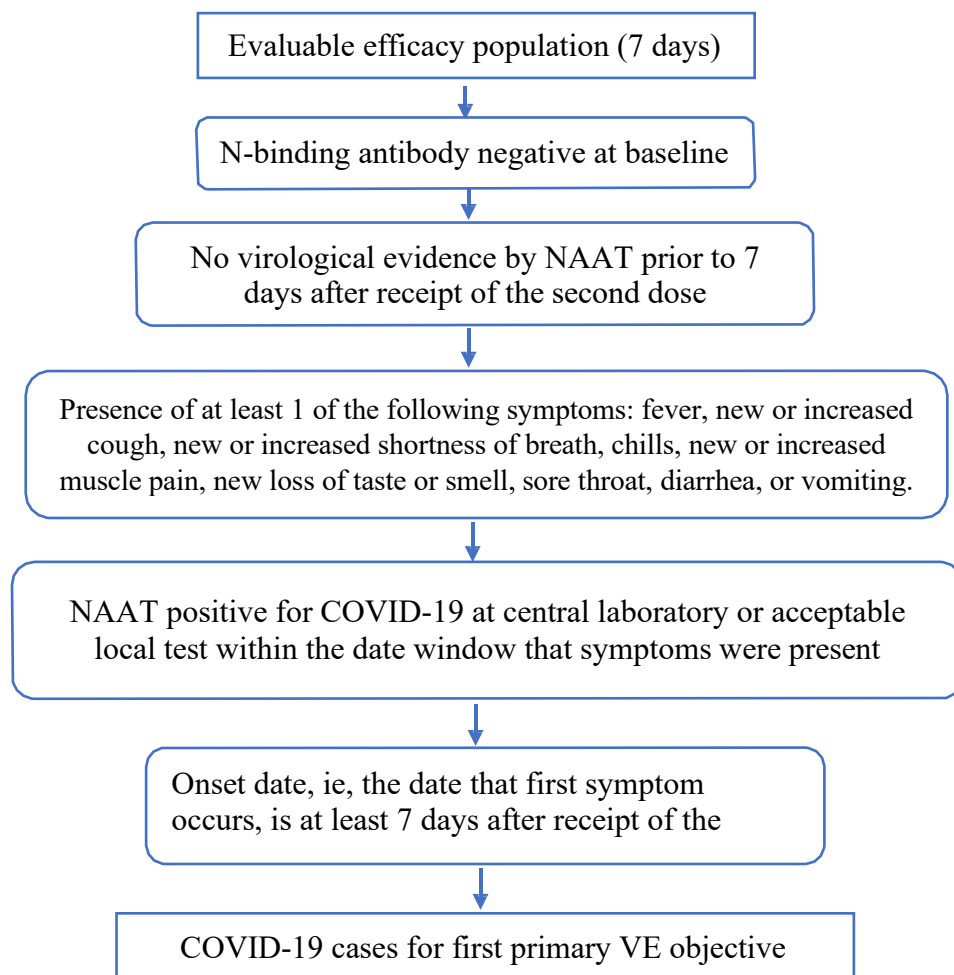 Evaluable efficacy population (7 days)
N-binding antibody negative at baseline
No virological evidence by NAAT prior to 7
days after receipt of the second dose
Presence of at least 1 of the following symptoms: fever, new or increased
cough, new or increased shortness of breath, chills, new or increased
muscle pain, new loss of taste or smell, sore throat, diarrhea, or vomiting.
NAAT positive for COVID-19 at central laboratory or acceptable
local test within the date window that symptoms were present
Onset date, ie, the date that first symptom
occurs, is at least 7 days after receipt of the
COVID-19 cases for first primary VE objective